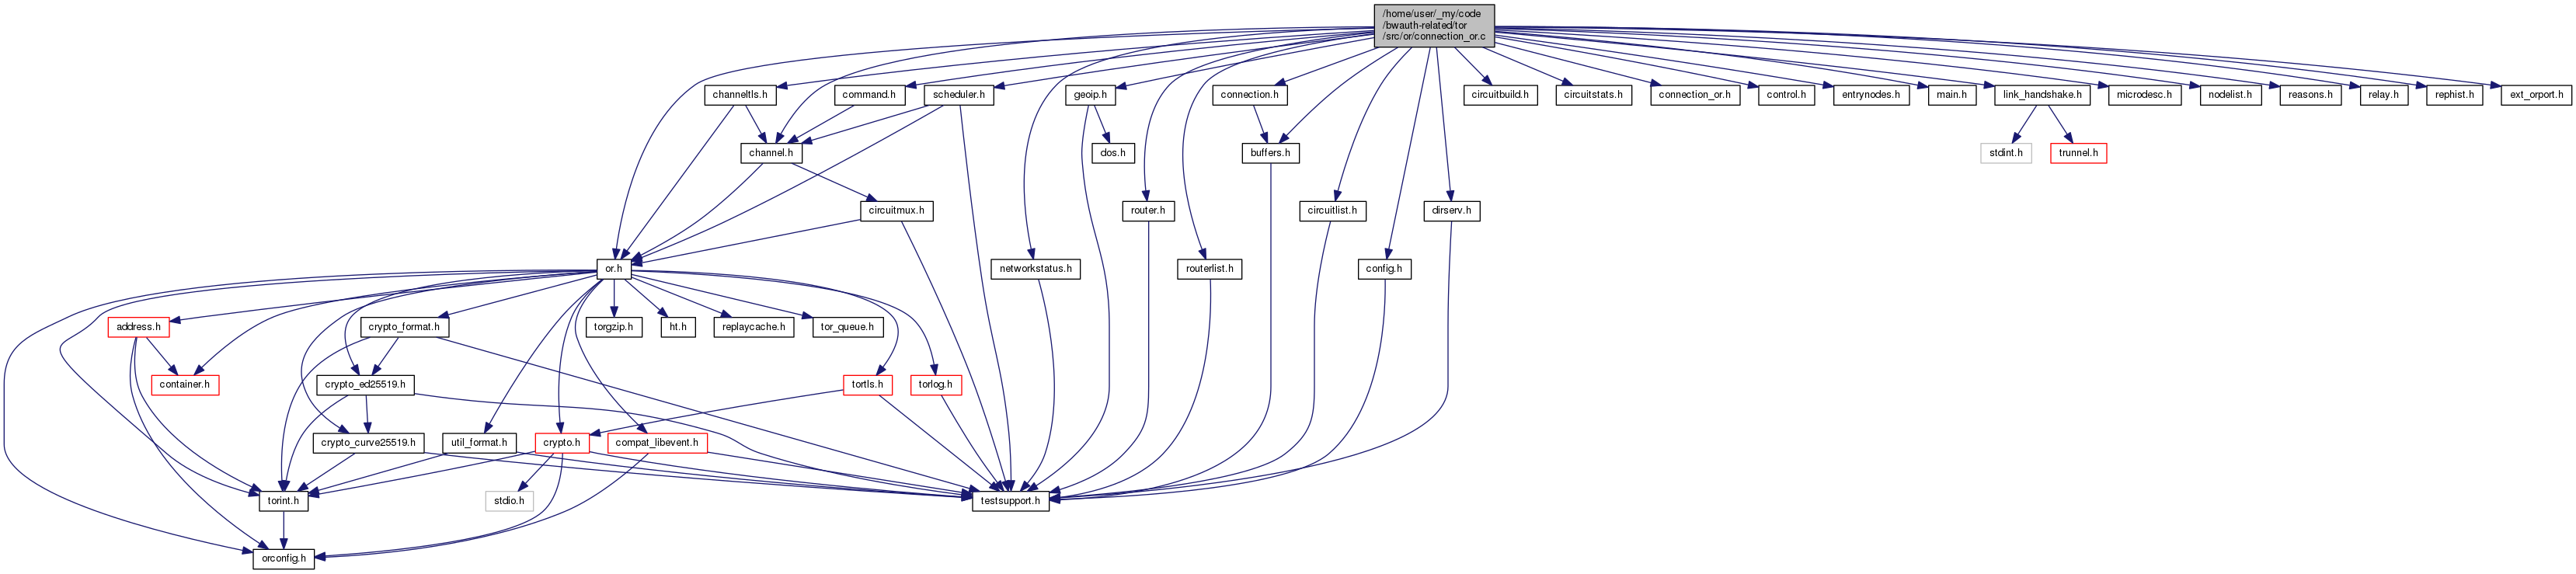 /home/user/_my/code
/bwauth-related/tor
/src/or/connection_or.c
channeltls.h
command.h
scheduler.h
geoip.h
connection.h
circuitbuild.h
circuitstats.h
connection_or.h
control.h
entrynodes.h
main.h
link_handshake.h
microdesc.h
nodelist.h
reasons.h
relay.h
rephist.h
ext_orport.h
channel.h
dos.h
buffers.h
stdint.h
trunnel.h
circuitmux.h
router.h
circuitlist.h
dirserv.h
or.h
networkstatus.h
routerlist.h
config.h
address.h
crypto_format.h
torgzip.h
ht.h
replaycache.h
tor_queue.h
container.h
crypto_ed25519.h
tortls.h
torlog.h
crypto_curve25519.h
util_format.h
crypto.h
compat_libevent.h
torint.h
stdio.h
testsupport.h
orconfig.h